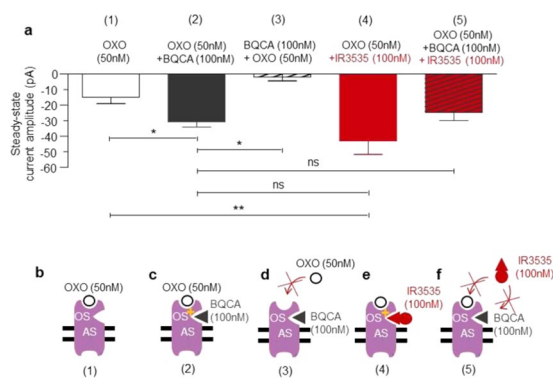 (1) (2) (3) (4) (5)
a
OXO (50nM)
OXO (50nM) +BQCA (100nM)
BQCA (100nM) + OXO (50nM)
OXO (50nM) +IR3535 (100nM)
OXO (50nM) +BQCA (100nM) + IR3535 (100nM)
Steady-state current amplitude (pA)
0
-10
-20
-30
-40
-50
-60
*
*
ns
ns
**
b
OXO (50nM)
OS
AS
(1)
c
OXO (50nM)
+
BQCA (100nM)
OS
AS
(2)
d
OXO (50nM)
OS
BQCA (100nM)
AS
(3)
e
IR3535 (100nM)
+
OS
AS
(4)
f
IR3535 (100nM)
OS
BQCA (100nM)
AS
(5)